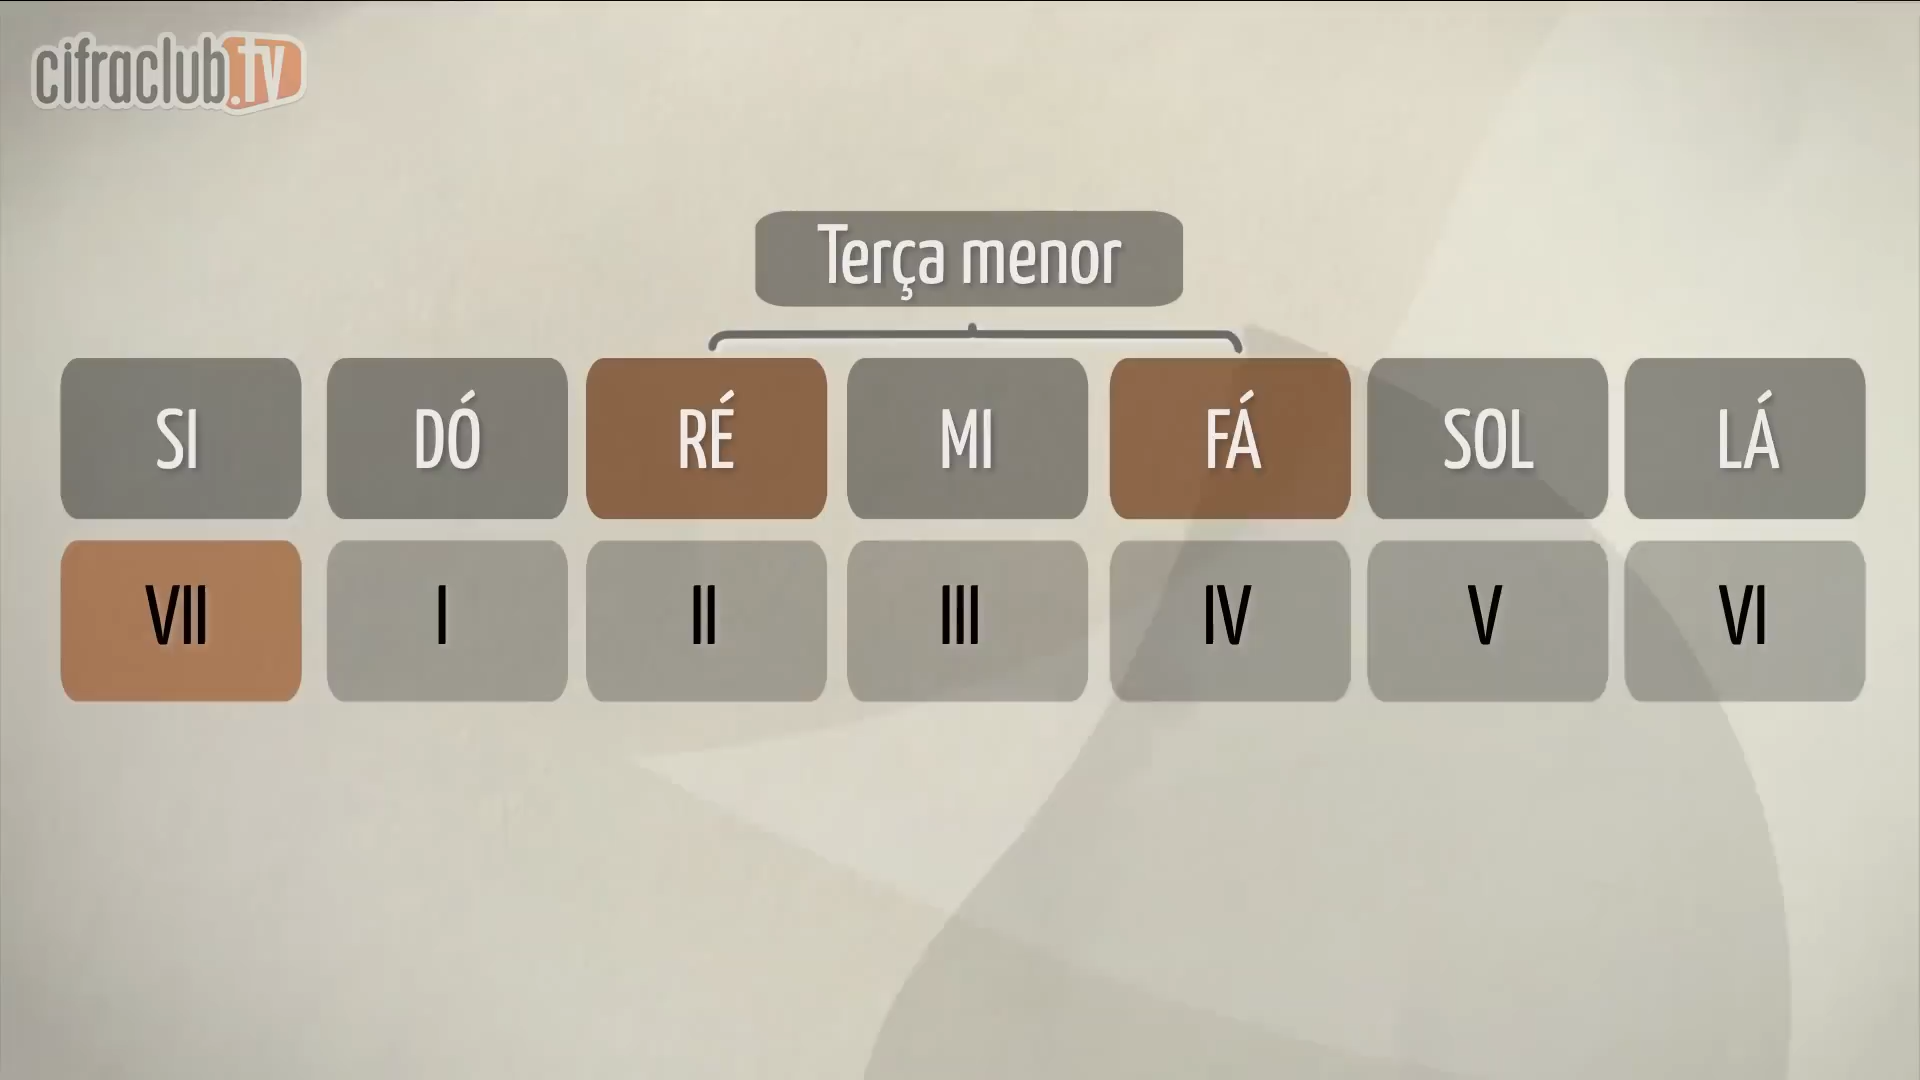 cifraclub.tv
Terça menor
SI DÓ RÉ MI FÁ SOL LÁ
VII I II III IV V VI